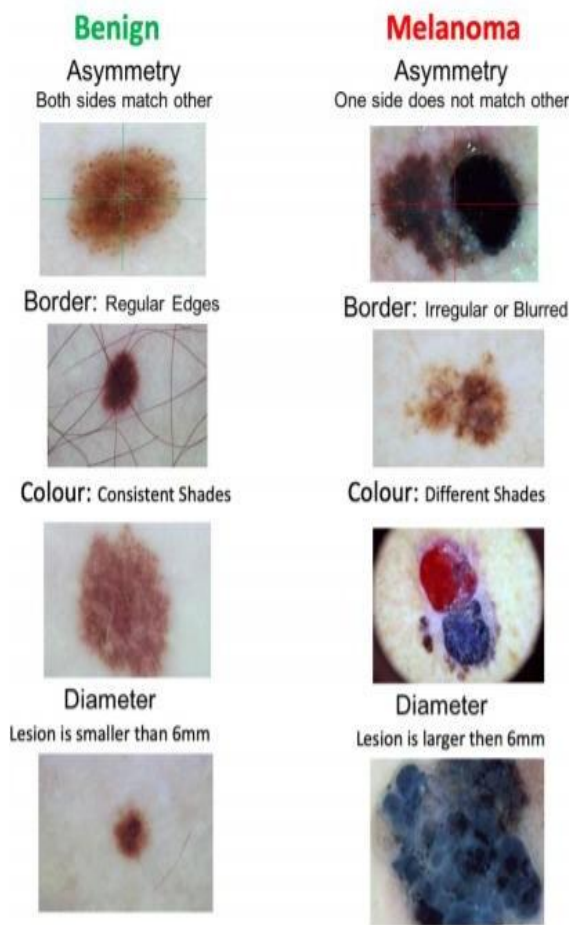 Benign
Asymmetry
Both sides match other
Border: Regular Edges
Colour: Consistent Shades
Diameter
Lesion is smaller than 6mm
Melanoma
Asymmetry
One side does not match other
Border: Irregular or Blurred
Colour: Different Shades
Diameter
Lesion is larger then 6mm